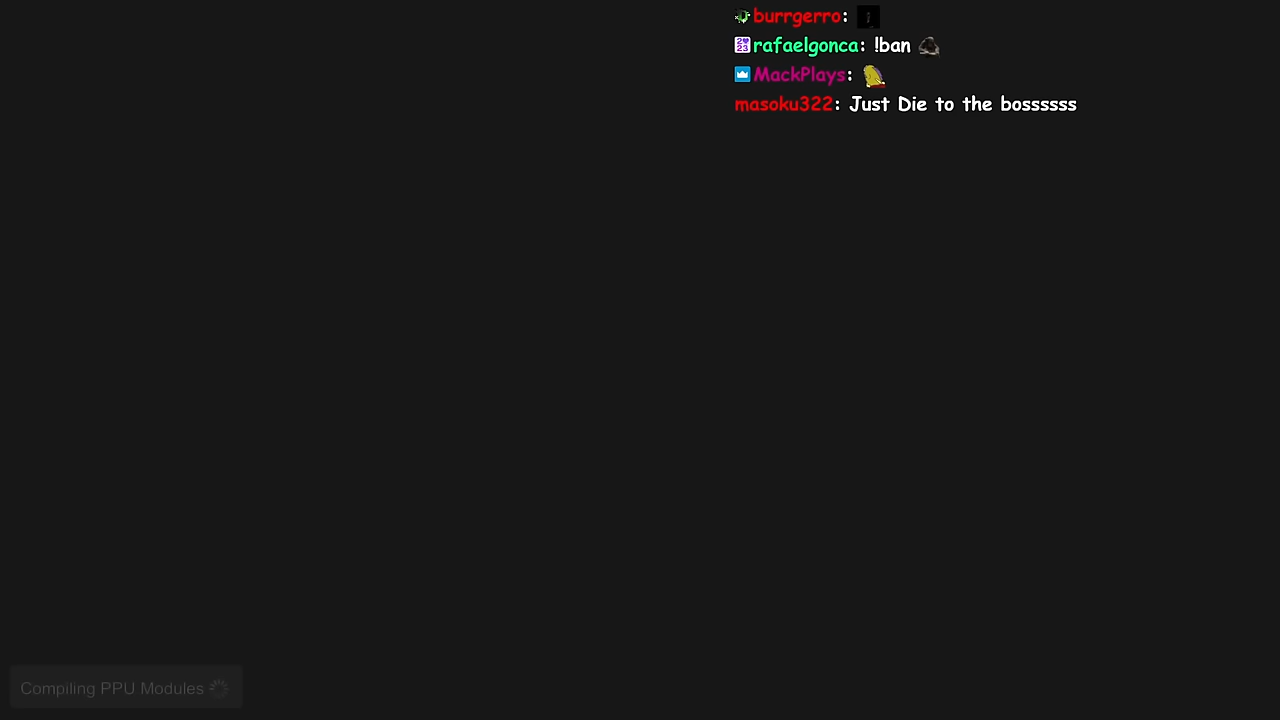 burrgerro:
rafaelgonca: !ban
MackPlays:
masoku322: Just Die to the bossssss
Compiling PPU Modules